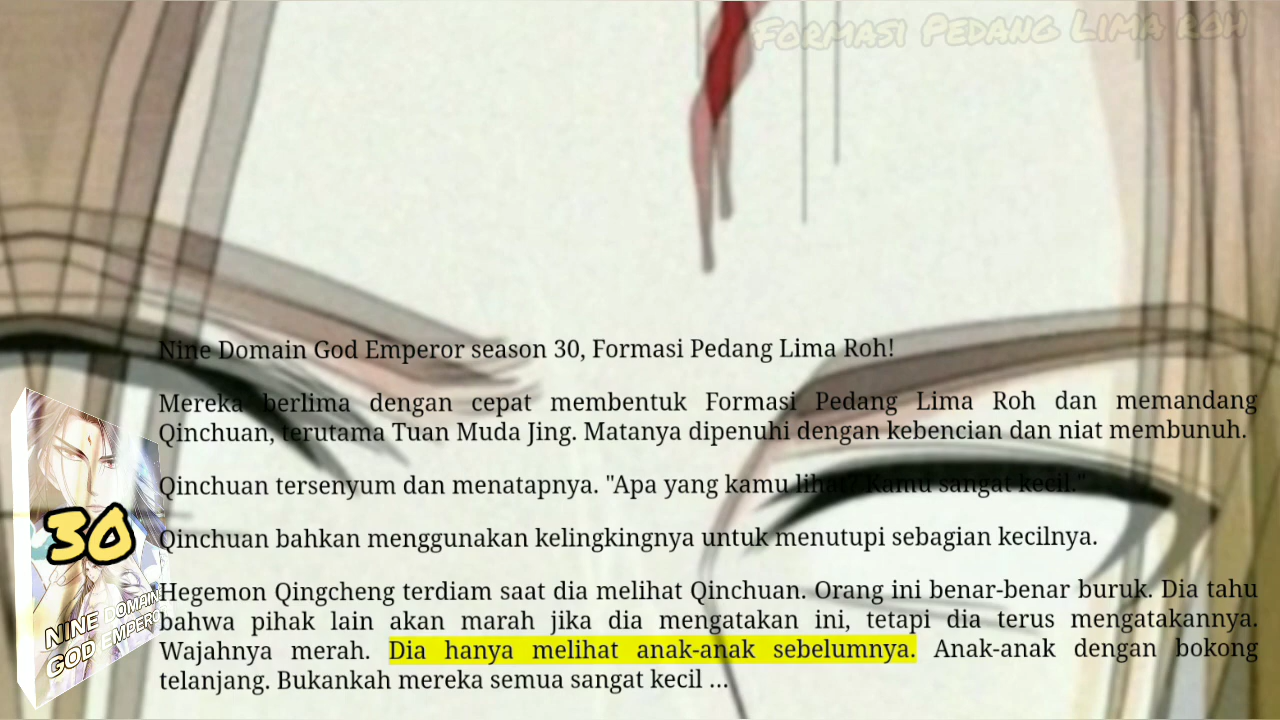 Formasi Pedang Lima roh
Nine Domain God Emperor season 30, Formasi Pedang Lima Roh!
Mereka berlima dengan cepat membentuk Formasi Pedang Lima Roh dan memandang
Qinchuan, terutama Tuan Muda Jing. Matanya dipenuhi dengan kebencian dan niat membunuh.
Qinchuan tersenyum dan menatapnya. "Apa yang kamu lihat? Kamu sangat kecil."
Qinchuan bahkan menggunakan kelingkingnya untuk menutupi sebagian kecilnya.
Hegemon Qingcheng terdiam saat dia melihat Qinchuan. Orang ini benar-benar buruk. Dia tahu
bahwa pihak lain akan marah jika dia mengatakan ini, tetapi dia terus mengatakannya.
Wajahnya merah. Dia hanya melihat anak-anak sebelumnya. Anak-anak dengan bokong
telanjang. Bukankah mereka semua sangat kecil ...
30
NINE DOMAIN
GOD EMPEROR